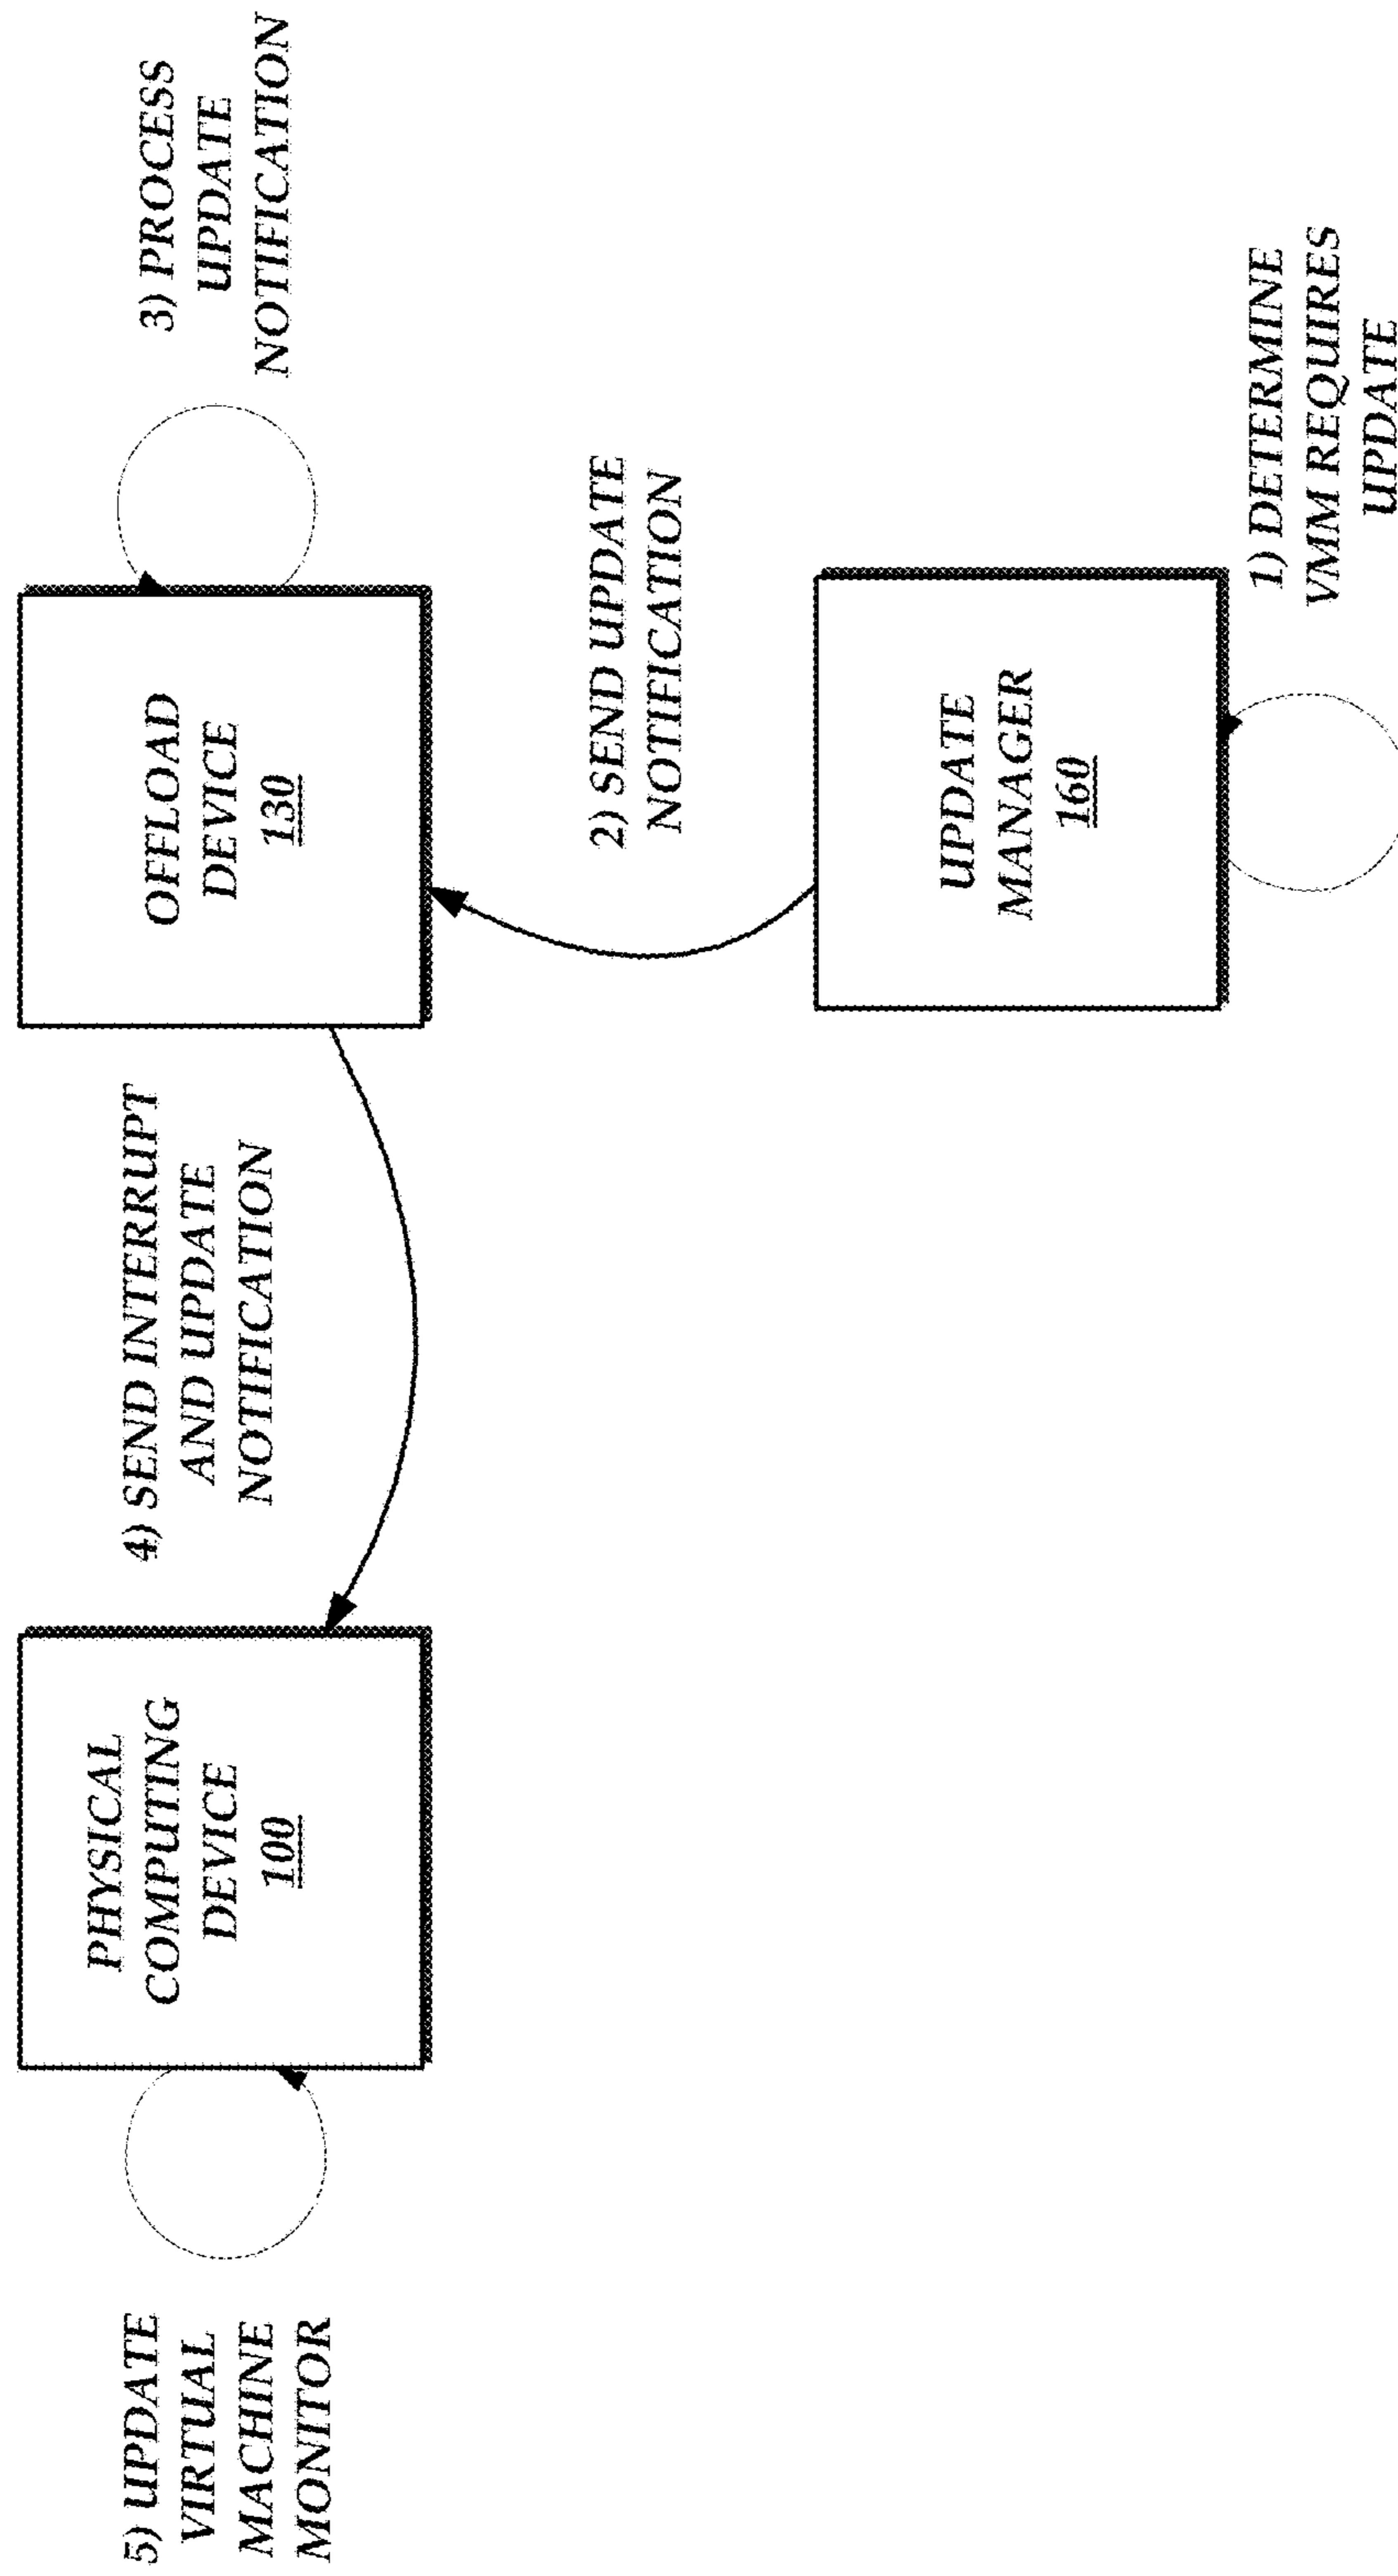 5) UPDATE
VIRTUAL
MACHINE
MONITOR
PHYSICAL
COMPUTING
DEVICE
100
4) SEND INTERRUPT
AND UPDATE
NOTIFICATION
OFFLOAD
DEVICE
130
3) PROCESS
UPDATE
NOTIFICATION
2) SEND UPDATE
NOTIFICATION
UPDATE
MANAGER
160
1) DETERMINE
VMM REQUIRES
UPDATE